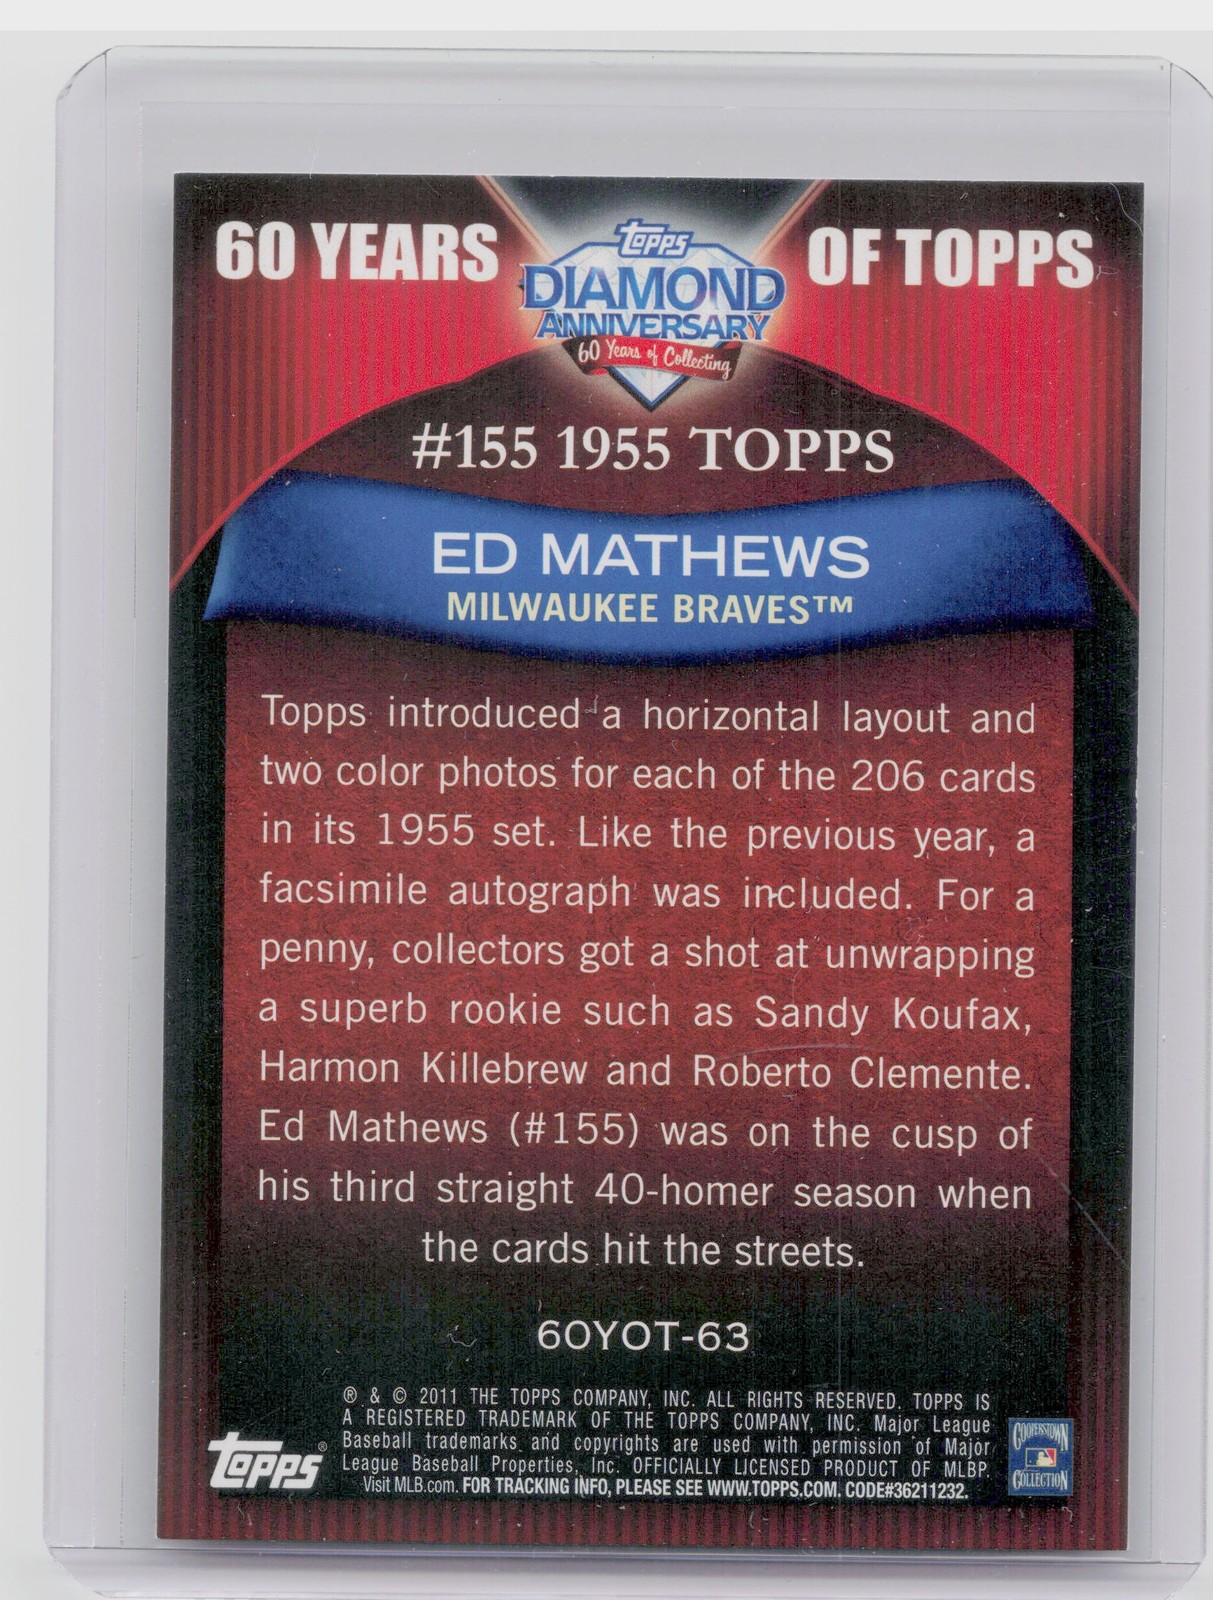 60 YEARS OF TOPPS
Topps
DIAMOND
ANNIVERSARY
60 Years of Collecting
#155 1955 TOPPS
ED MATHEWS
MILWAUKEE BRAVES™
Topps introduced a horizontal layout and
two color photos for each of the 206 cards
in its 1955 set. Like the previous year, a
facsimile autograph was included. For a
penny, collectors got a shot at unwrapping
a superb rookie such as Sandy Koufax,
Harmon Killebrew and Roberto Clemente.
Ed Mathews (#155) was on the cusp of
his third straight 40-homer season when
the cards hit the streets.
60YOT-63
® & © 2011 THE TOPPS COMPANY, INC. ALL RIGHTS RESERVED. TOPPS IS
A REGISTERED TRADEMARK OF THE TOPPS COMPANY, INC. Major League
Baseball trademarks and copyrights are used with permission of Major
League Baseball Properties, Inc. OFFICIALLY LICENSED PRODUCT OF MLBP.
Visit MLB.com. FOR TRACKING INFO, PLEASE SEE WWW.TOPPS.COM. CODE#36211232.
Topps®
COOPERSTOWN
COLLECTION